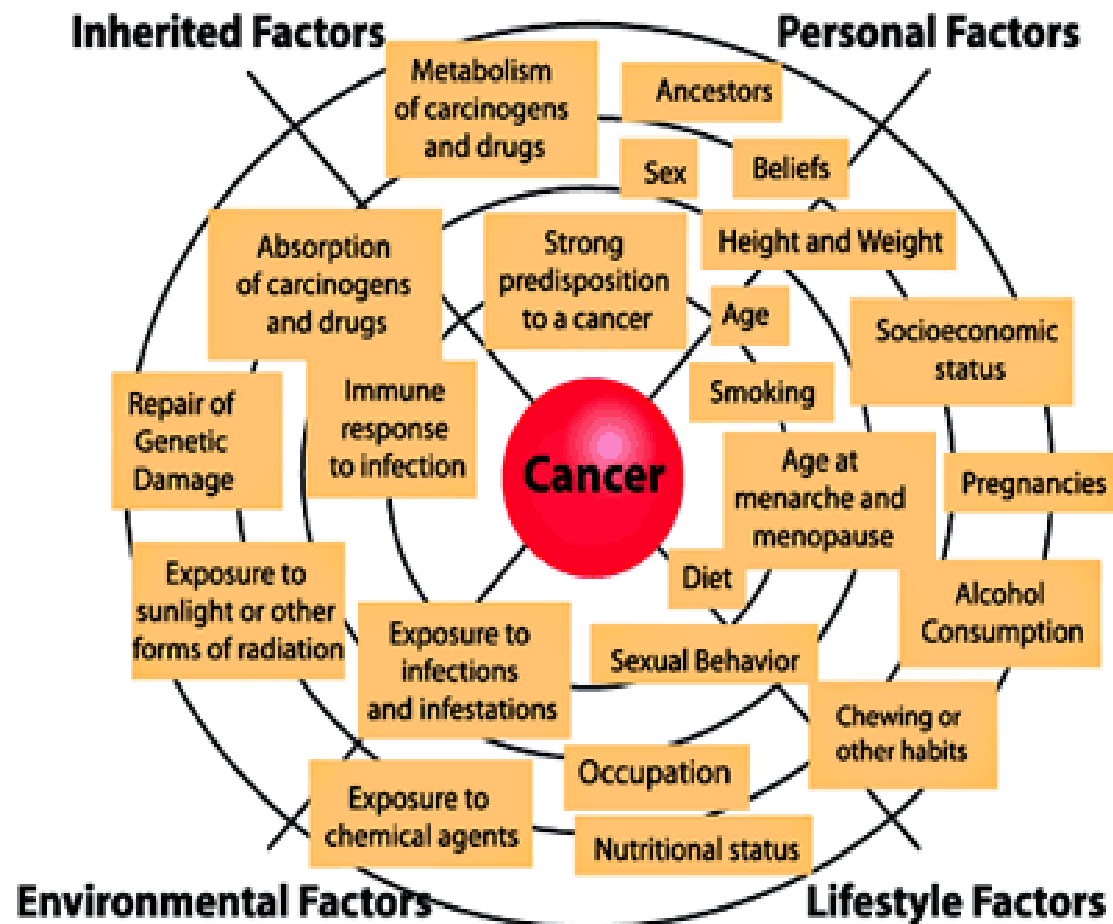 Inherited Factors
Personal Factors
Metabolism
of carcinogens
and drugs
Ancestors
Sex
Beliefs
Absorption
of carcinogens
and drugs
Strong
predisposition
to a cancer
Height and Weight
Age
Socioeconomic
status
Repair of
Genetic
Damage
Immune
response
to infection
Smoking
Cancer
Age at
menarche and
menopause
Pregnancies
Exposure to
sunlight or other
forms of radiation
Diet
Alcohol
Consumption
Exposure to
infections
and infestations
Sexual Behavior
Chewing or
other habits
Occupation
Exposure to
chemical agents
Nutritional status
Environmental Factors
Lifestyle Factors